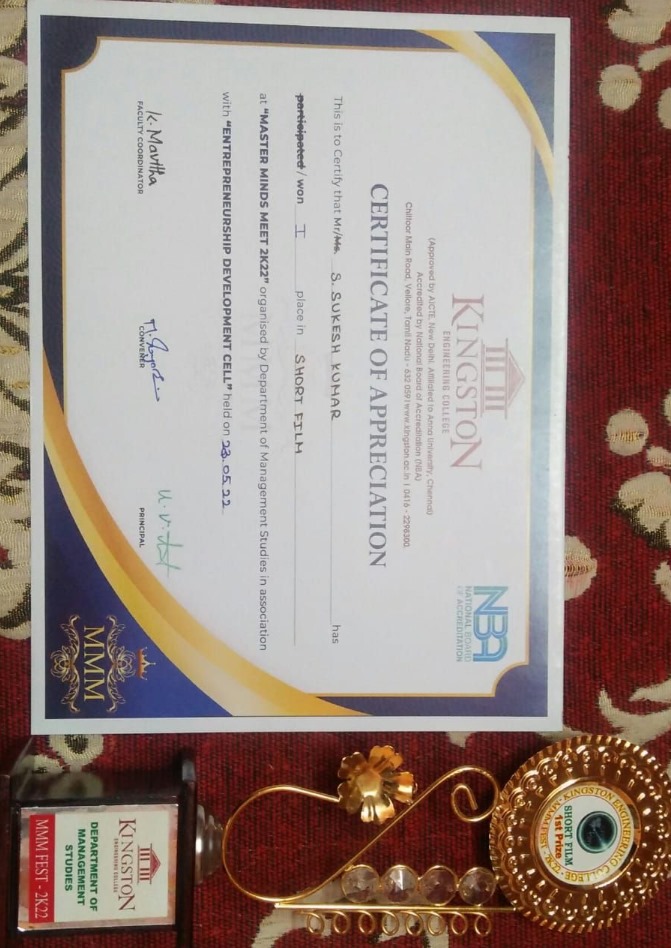 KINGSTON
ENGINEERING COLLEGE
(Approved by AICTE, New Delhi, Affiliated to Anna University, Chennai)
Accredited by National Board of Accreditation (NBA)
Chittoor Main Road, Vellore, Tamil Nadu - 632 059 I www.kingston.ac.in I 0416 - 2298300.
NBA
NATIONAL BOARD
OF ACCREDITATION
CERTIFICATE OF APPRECIATION
This is to Certify that Mr/Ms. S. SUKESH KUMAR has
participated / won I place in SHORT FILM
at "MASTER MINDS MEET 2K22" organised by Department of Management Studies in association
with "ENTREPRENEURSHIP DEVELOPMENT CELL" held on 23.05.22
K. Mavitha
FACULTY COORDINATOR
CONVENER
PRINCIPAL
MMM
KINGSTON ENGINEERING COLLEGE
SHORT FILM
1st Prize
KINGSTON
ENGINEERING COLLEGE
DEPARTMENT OF
MANAGEMENT
STUDIES
MMM FEST - 2K22